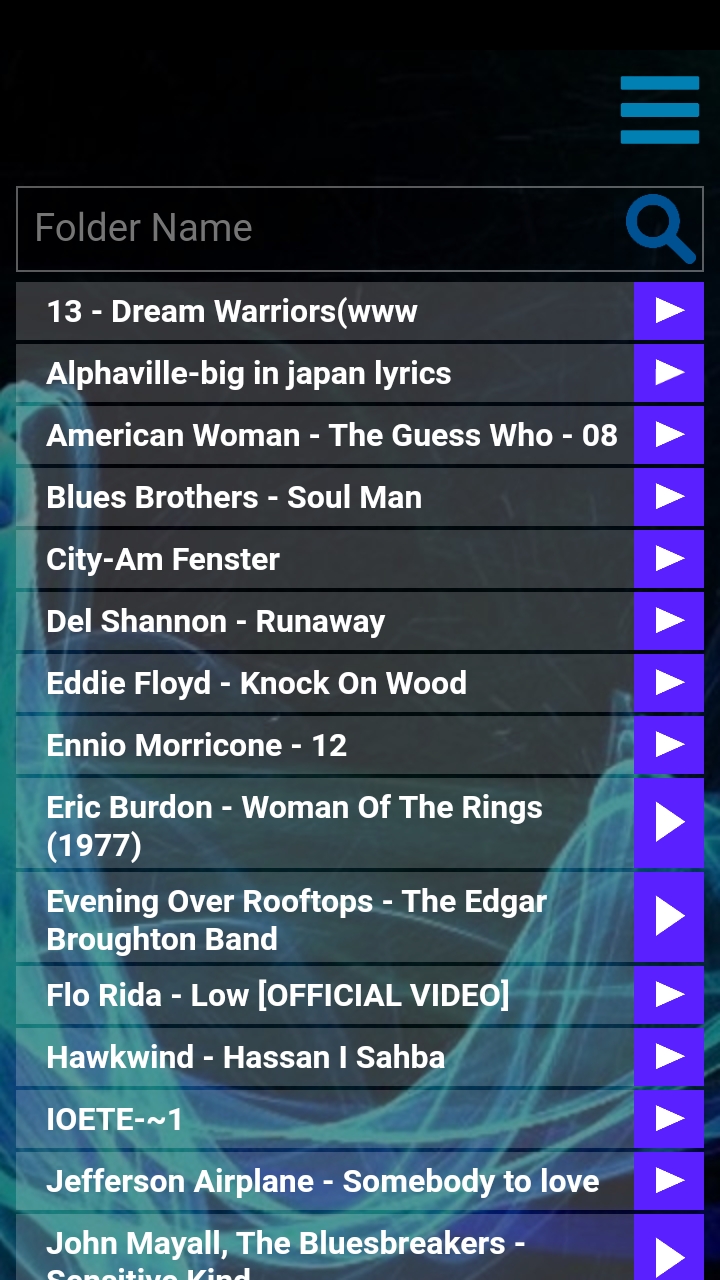 Folder Name
13 - Dream Warriors(www
Alphaville-big in japan lyrics
American Woman - The Guess Who - 08
Blues Brothers - Soul Man
City-Am Fenster
Del Shannon - Runaway
Eddie Floyd - Knock On Wood
Ennio Morricone - 12
Eric Burdon - Woman Of The Rings
(1977)
Evening Over Rooftops - The Edgar
Broughton Band
Flo Rida - Low [OFFICIAL VIDEO]
Hawkwind - Hassan I Sahba
IOETE-~1
Jefferson Airplane - Somebody to love
John Mayall, The Bluesbreakers -
Sensitive Kind